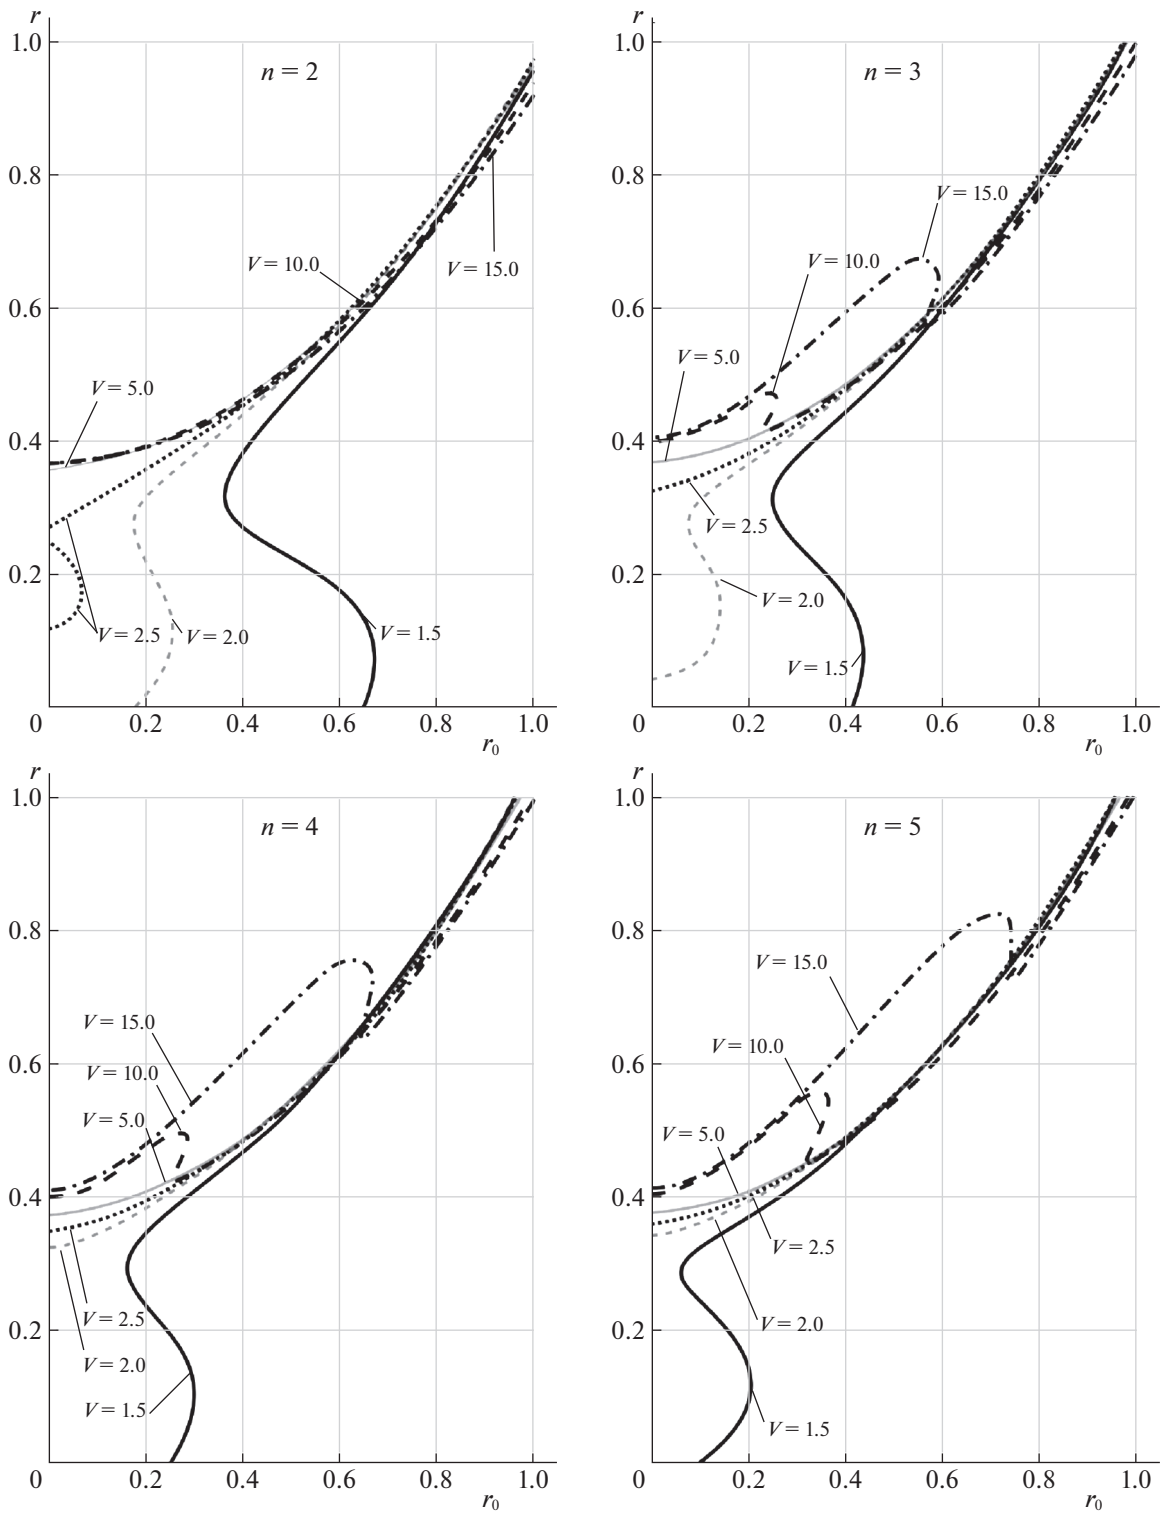 r
1.0
n = 2
0.8
V = 10.0
V = 15.0
0.6
V = 5.0
0.4
0.2
V = 2.5
V = 2.0
V = 1.5
0 0.2 0.4 0.6 0.8 1.0
r0
r
1.0
n = 3
0.8
V = 15.0
V = 10.0
0.6
V = 5.0
0.4
V = 2.5
0.2
V = 2.0
V = 1.5
0 0.2 0.4 0.6 0.8 1.0
r0
r
1.0
n = 4
0.8
V = 15.0
0.6
V = 10.0
V = 5.0
0.4
V = 2.5
0.2
V = 2.0
V = 1.5
0 0.2 0.4 0.6 0.8 1.0
r0
r
1.0
n = 5
0.8
V = 15.0
V = 10.0
0.6
V = 5.0
0.4
V = 2.5
V = 2.0
0.2
V = 1.5
0 0.2 0.4 0.6 0.8 1.0
r0